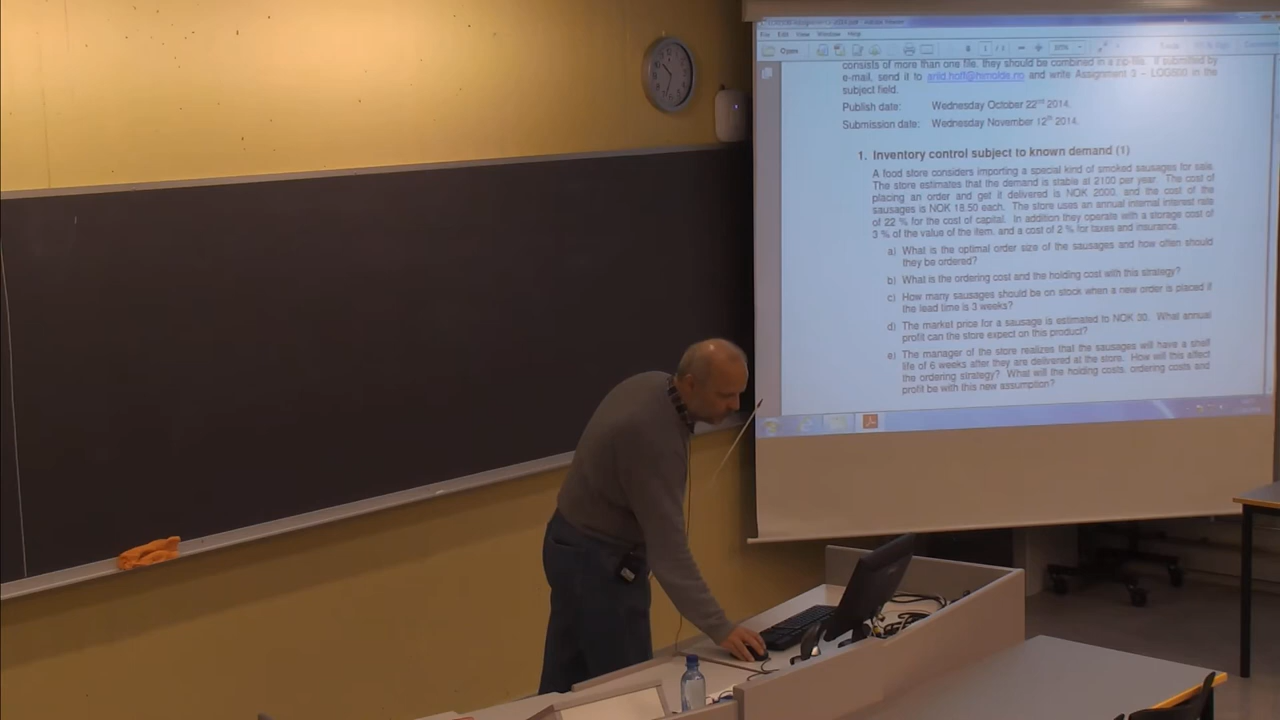 File Edit View Window Help
Open
consists of more than one file, they should be combined in a zip-file. If submitted by
e-mail, send it to arild.hoff@himolde.no and write Assignment 3 – LOG500 in the
subject field.
Publish date: Wednesday October 22nd 2014.
Submission date: Wednesday November 12th 2014.
1. Inventory control subject to known demand (1)
A food store considers importing a special kind of smoked sausages for sale.
The store estimates that the demand is stable at 2100 per year. The cost of
placing an order and get it delivered is NOK 2000, and the cost of the
sausages is NOK 18.50 each. The store uses an annual internal interest rate
of 22 % for the cost of capital. In addition they operate with a storage cost of
3 % of the value of the item, and a cost of 2 % for taxes and insurance.
a) What is the optimal order size of the sausages and how often should
they be ordered?
b) What is the ordering cost and the holding cost with this strategy?
c) How many sausages should be on stock when a new order is placed if
the lead time is 3 weeks?
d) The market price for a sausage is estimated to NOK 30. What annual
profit can the store expect on this product?
e) The manager of the store realizes that the sausages will have a shelf
life of 6 weeks after they are delivered at the store. How will this affect
the ordering strategy? What will the holding costs, ordering costs and
profit be with this new assumption?